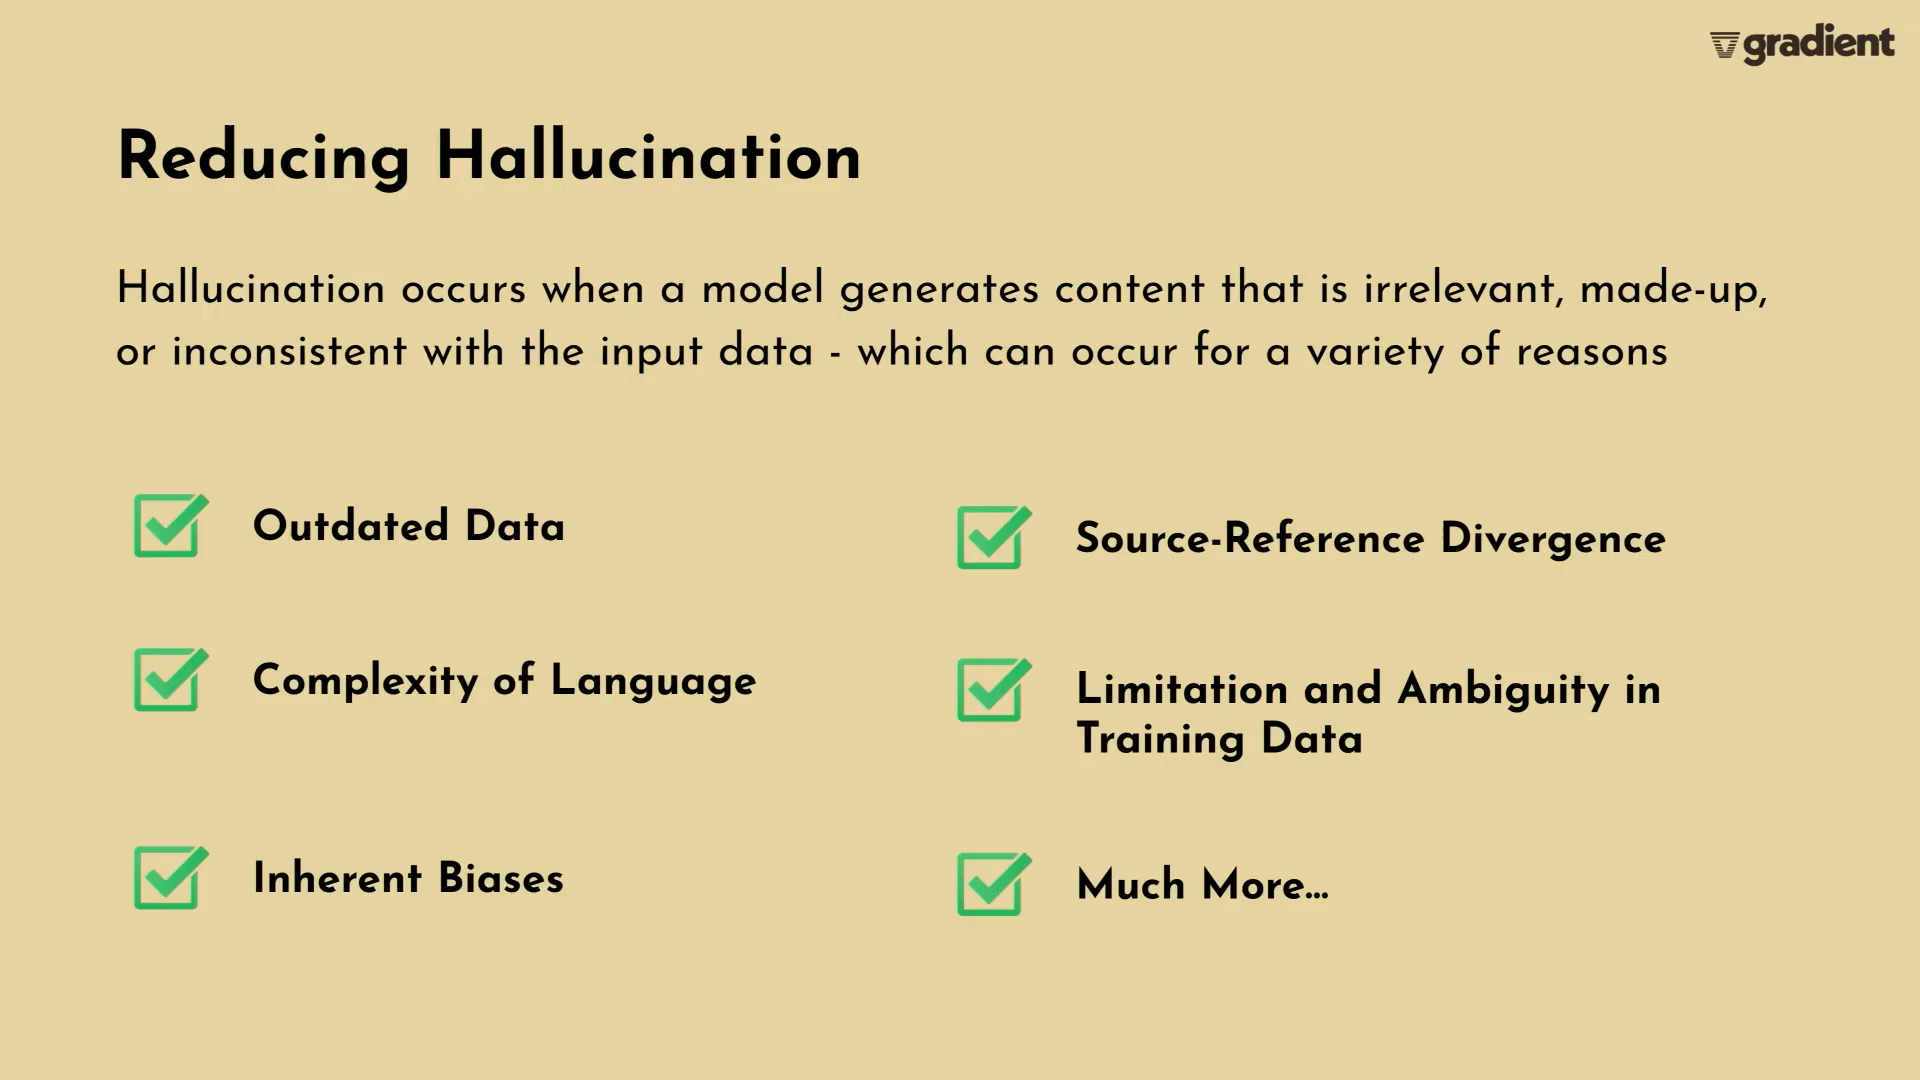 gradient
Reducing Hallucination
Hallucination occurs when a model generates content that is irrelevant, made-up,
or inconsistent with the input data - which can occur for a variety of reasons
Outdated Data
Source-Reference Divergence
Complexity of Language
Limitation and Ambiguity in
Training Data
Inherent Biases
Much More...